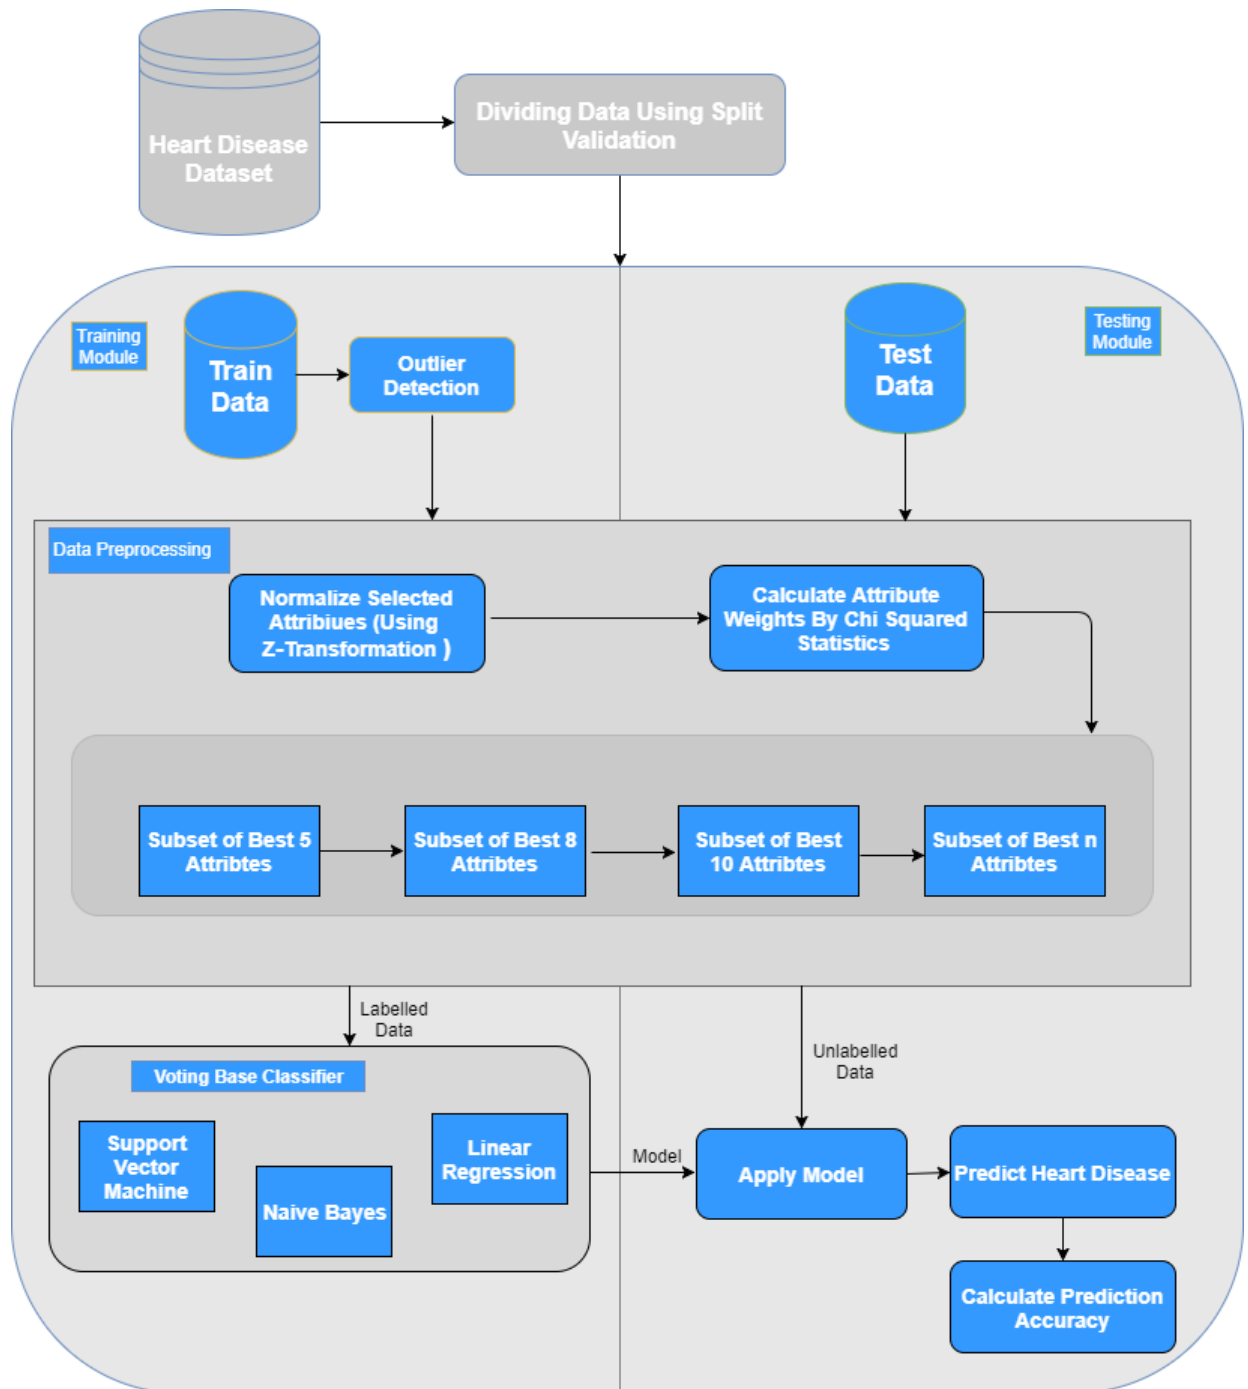 Heart Disease
Dataset
Dividing Data Using Split
Validation
Training
Module
Train
Data
Outlier
Detection
Test
Data
Testing
Module
Data Preprocessing
Normalize Selected
Attribiues (Using
Z-Transformation )
Calculate Attribute
Weights By Chi Squared
Statistics
Subset of Best 5
Attribtes
Subset of Best 8
Attribtes
Subset of Best
10 Attribtes
Subset of Best n
Attribtes
Labelled
Data
Unlabelled
Data
Voting Base Classifier
Support
Vector
Machine
Naive Bayes
Linear
Regression
Model
Apply Model
Predict Heart Disease
Calculate Prediction
Accuracy